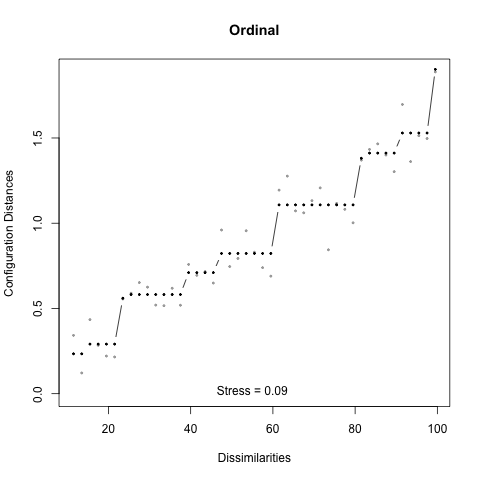 Ordinal
Configuration Distances
1.5
1.0
0.5
0.0
Stress = 0.09
20 40 60 80 100
Dissimilarities